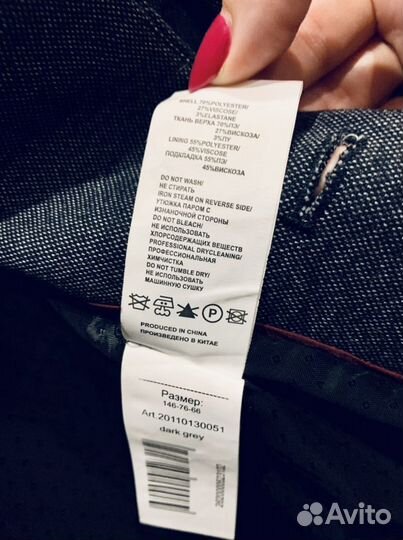 SHELL 70%POLYESTER/
27%VISCOSE/
3%ELASTANE
ТКАНЬ ВЕРХА 70%ПЭ/
27%ВИСКОЗА/
3%ПУ
LINING 55%POLYESTER/
45%VISCOSE
ПОДКЛАДКА 55%ПЭ/
45%ВИСКОЗА
DO NOT WASH/
НЕ СТИРАТЬ
IRON STEAM ON REVERSE SIDE/
УТЮЖКА ПАРОМ С
ИЗНАНОЧНОЙ СТОРОНЫ
DO NOT BLEACH/
НЕ ИСПОЛЬЗОВАТЬ
ХЛОРСОДЕРЖАЩИХ ВЕЩЕСТВ
PROFESSIONAL DRYCLEANING/
ПРОФЕССИОНАЛЬНАЯ
ХИМЧИСТКА
DO NOT TUMBLE DRY/
НЕ ИСПОЛЬЗОВАТЬ
МАШИННУЮ СУШКУ
P
PRODUCED IN CHINA
ПРОИЗВЕДЕНО В КИТАЕ
Размер:
146-76-66
Art.20110130051
dark grey
Avito